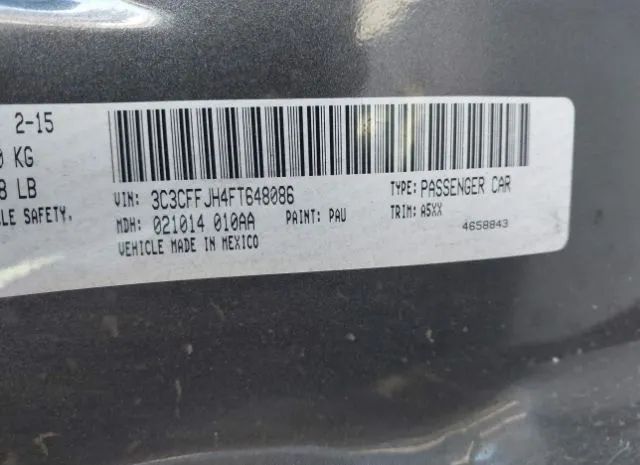 2-15
KG
LB
SAFETY.
VIN: 3C3CFFJH4FT648086
TYPE: PASSENGER CAR
MDH: 021014 010AA
PAINT: PAU
TRIM: A5XX
VEHICLE MADE IN MEXICO
4658843